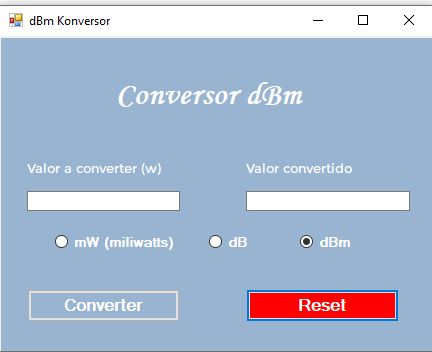 dBm Konversor
Conversor dBm
Valor a converter (w) Valor convertido
mW (miliwatts) dB dBm
Converter Reset